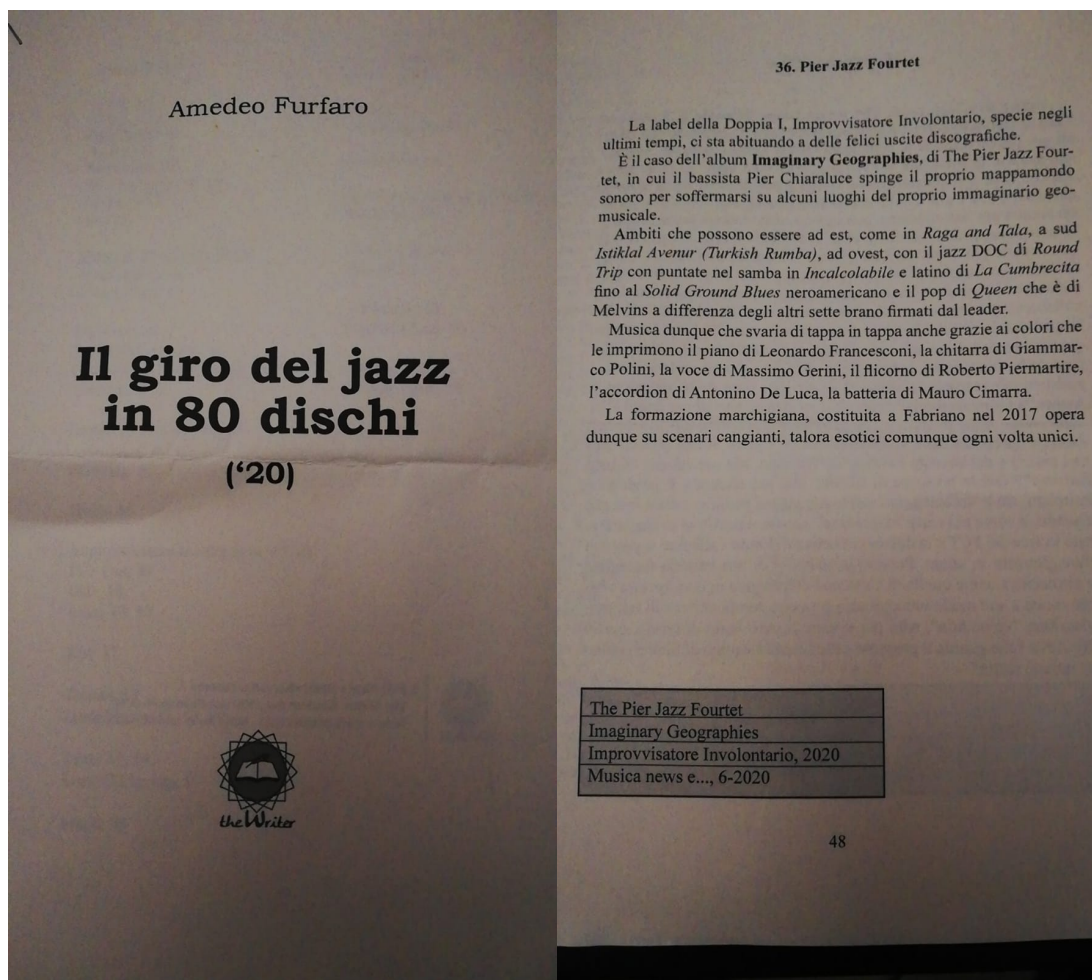 Amedeo Furfaro
Il giro del jazz
in 80 dischi
(‘20)
theWriter
36. Pier Jazz Fourtet
La label della Doppia I, Improvvisatore Involontario, specie negli
ultimi tempi, ci sta abituando a delle felici uscite discografiche.
È il caso dell’album Imaginary Geographies, di The Pier Jazz Four-
tet, in cui il bassista Pier Chiaraluce spinge il proprio mappamondo
sonoro per soffermarsi su alcuni luoghi del proprio immaginario geo-
musicale.
Ambiti che possono essere ad est, come in Raga and Tala, a sud
Istiklal Avenur (Turkish Rumba), ad ovest, con il jazz DOC di Round
Trip con puntate nel samba in Incalcolabile e latino di La Cumbrecita
fino al Solid Ground Blues neroamericano e il pop di Queen che è di
Melvins a differenza degli altri sette brano firmati dal leader.
Musica dunque che svaria di tappa in tappa anche grazie ai colori che
le imprimono il piano di Leonardo Francesconi, la chitarra di Giammar-
co Polini, la voce di Massimo Gerini, il flicorno di Roberto Piermartire,
l’accordion di Antonino De Luca, la batteria di Mauro Cimarra.
La formazione marchigiana, costituita a Fabriano nel 2017 opera
dunque su scenari cangianti, talora esotici comunque ogni volta unici.
The Pier Jazz Fourtet
Imaginary Geographies
Improvvisatore Involontario, 2020
Musica news e..., 6-2020
48